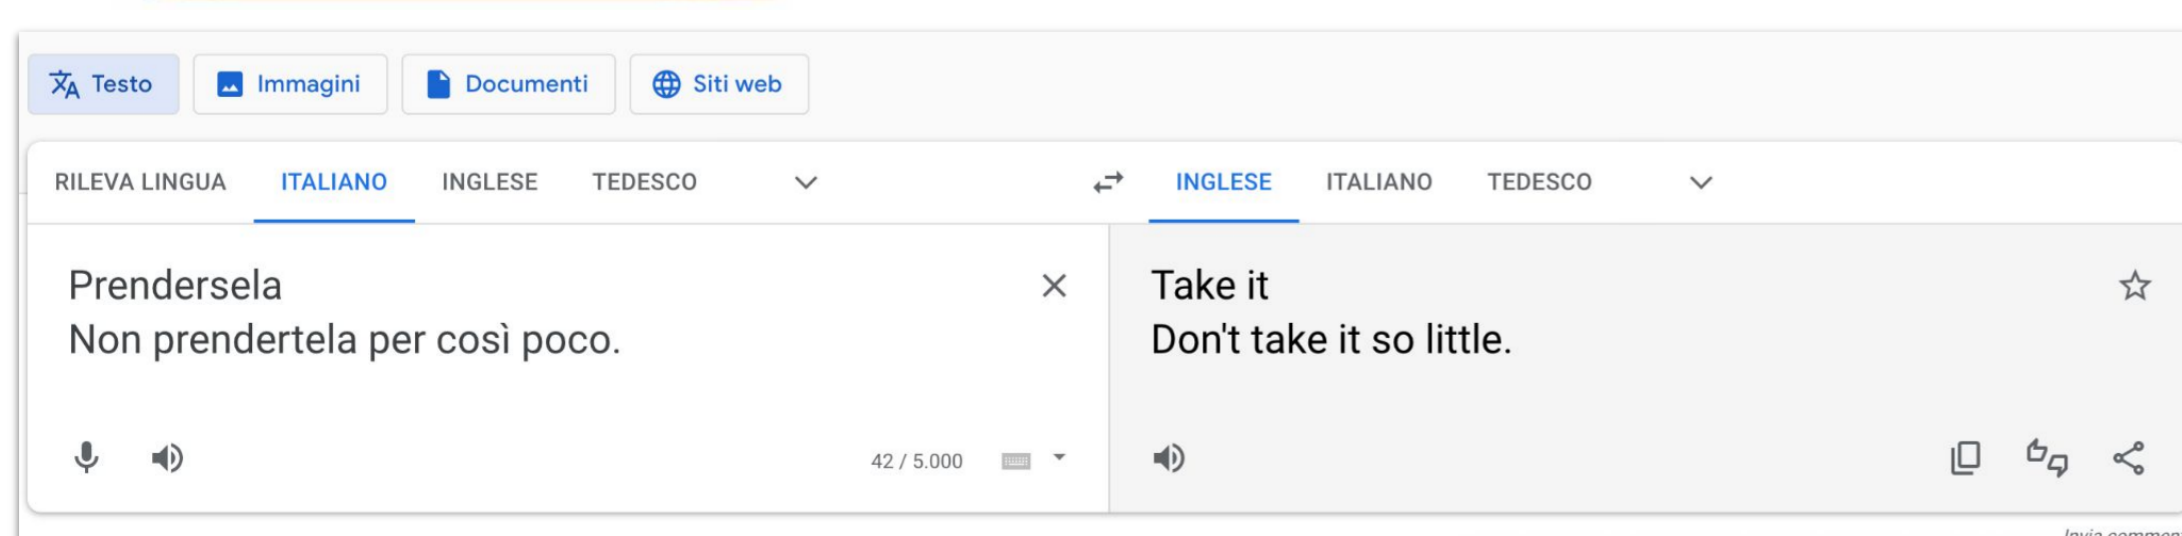 Testo Immagini Documenti Siti web
RILEVA LINGUA ITALIANO INGLESE TEDESCO INGLESE ITALIANO TEDESCO
Prendersela
Non prendertela per così poco.
Take it
Don't take it so little.
42 / 5.000